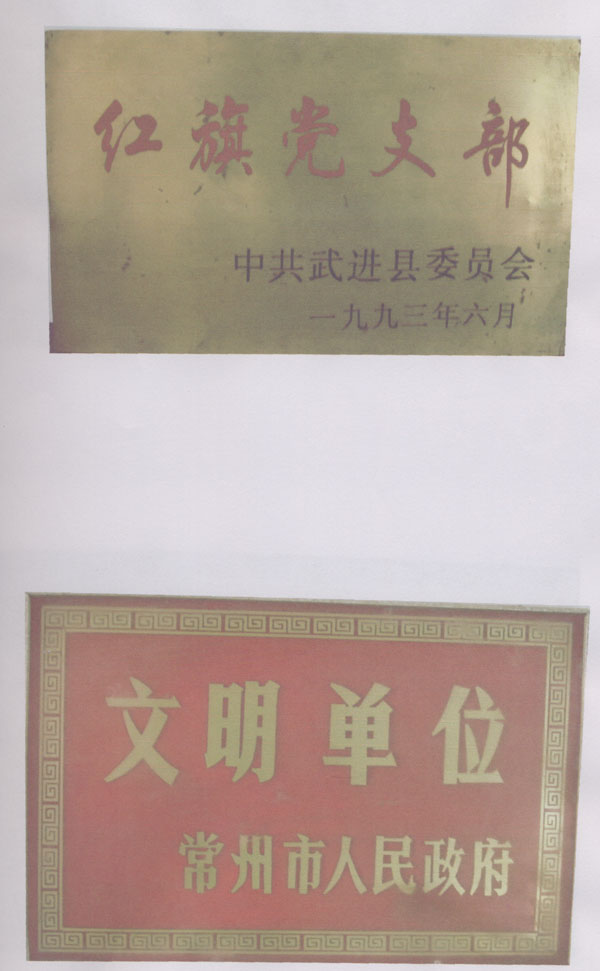 红旗党支部
中共武进县委员会
一九九三年六月
文明单位
常州市人民政府